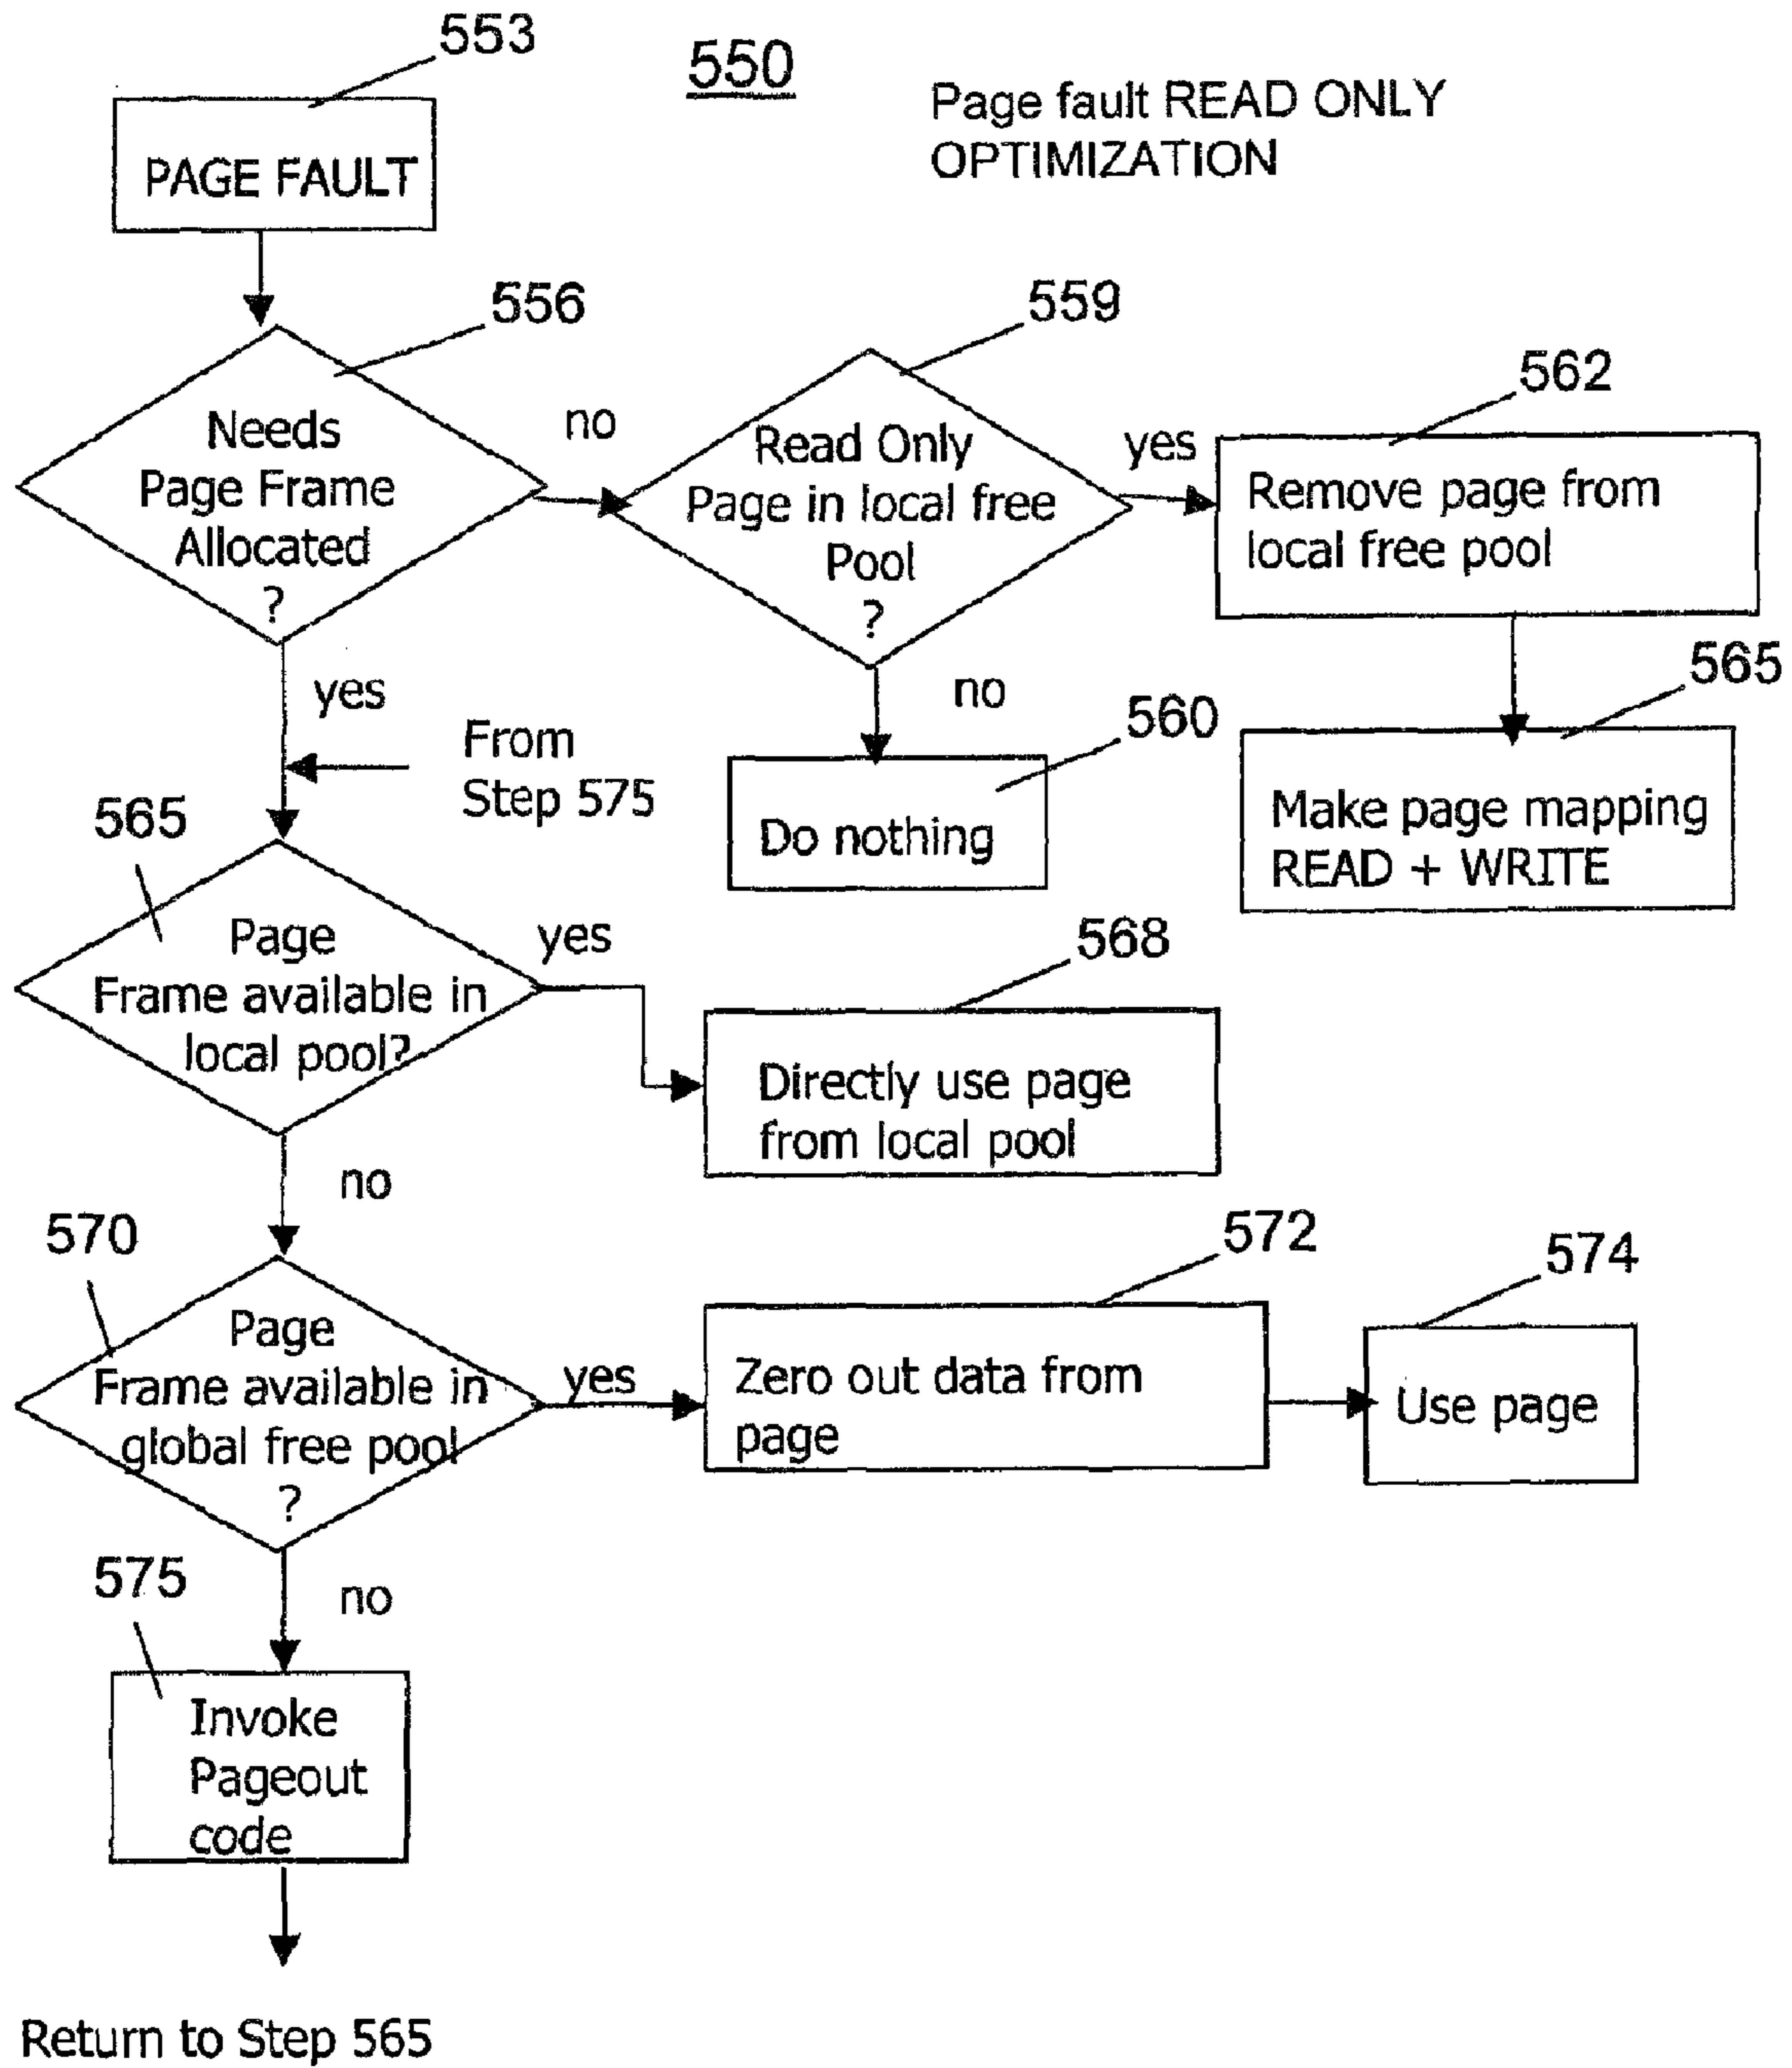 553
550
Page fault READ ONLY
OPTIMIZATION
PAGE FAULT
556
559
562
Needs
Page Frame
Allocated
?
no
Read Only
Page in local free
Pool
?
yes
Remove page from
local free pool
yes
From
Step 575
no
560
565
Do nothing
Make page mapping
READ + WRITE
565
Page
Frame available in
local pool?
yes
568
Directly use page
from local pool
no
570
572
574
Page
Frame available in
global free pool
?
yes
Zero out data from
page
Use page
575
no
Invoke
Pageout
code
Return to Step 565